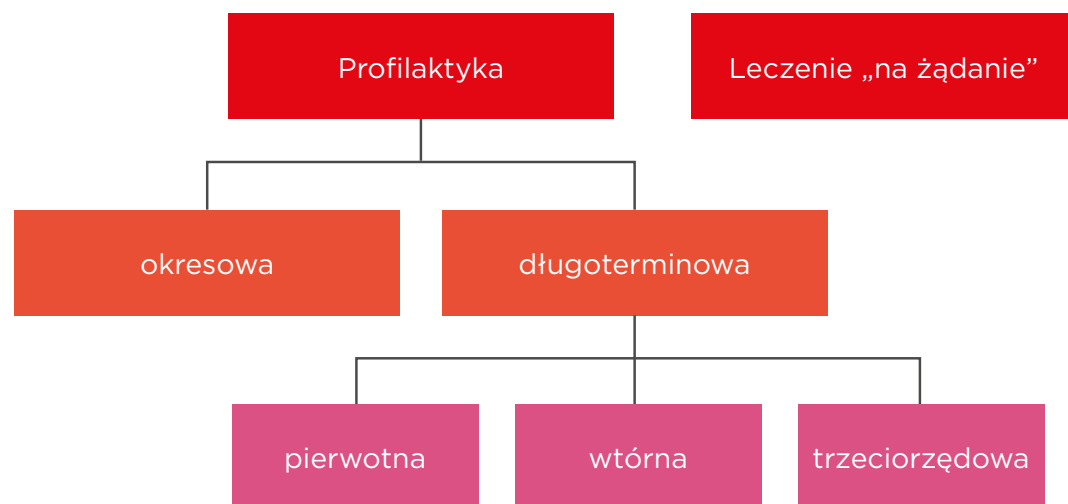 Profilaktyka
Leczenie „na żądanie”
okresowa
długoterminowa
pierwotna
wtórna
trzeciorzędowa